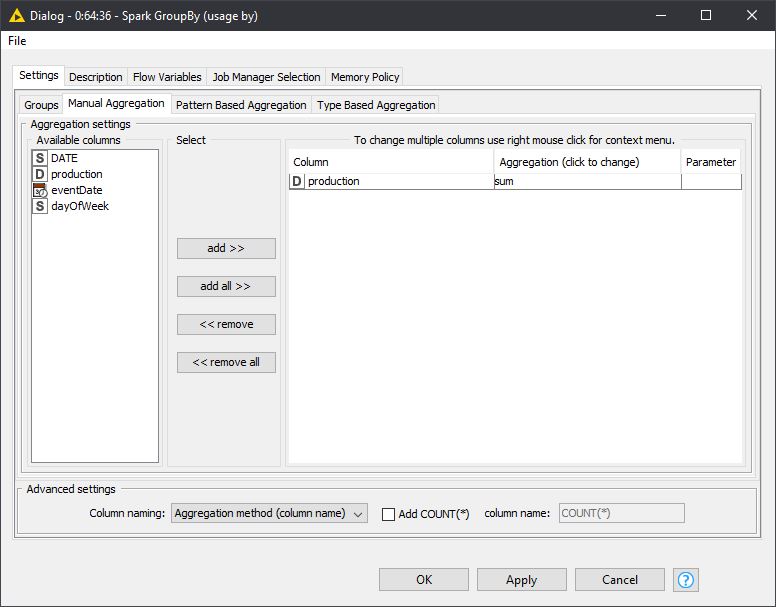 Dialog - 0:64:36 - Spark GroupBy (usage by)
File
Settings Description Flow Variables Job Manager Selection Memory Policy
Groups Manual Aggregation Pattern Based Aggregation Type Based Aggregation
Aggregation settings
Available columns Select To change multiple columns use right mouse click for context menu.
S DATE
D production
eventDate
S dayOfWeek
Column Aggregation (click to change) Parameter
D production sum
add >>
add all >>
<< remove
<< remove all
Advanced settings
Column naming: Aggregation method (column name) Add COUNT(*) column name: COUNT(*)
OK Apply Cancel ?